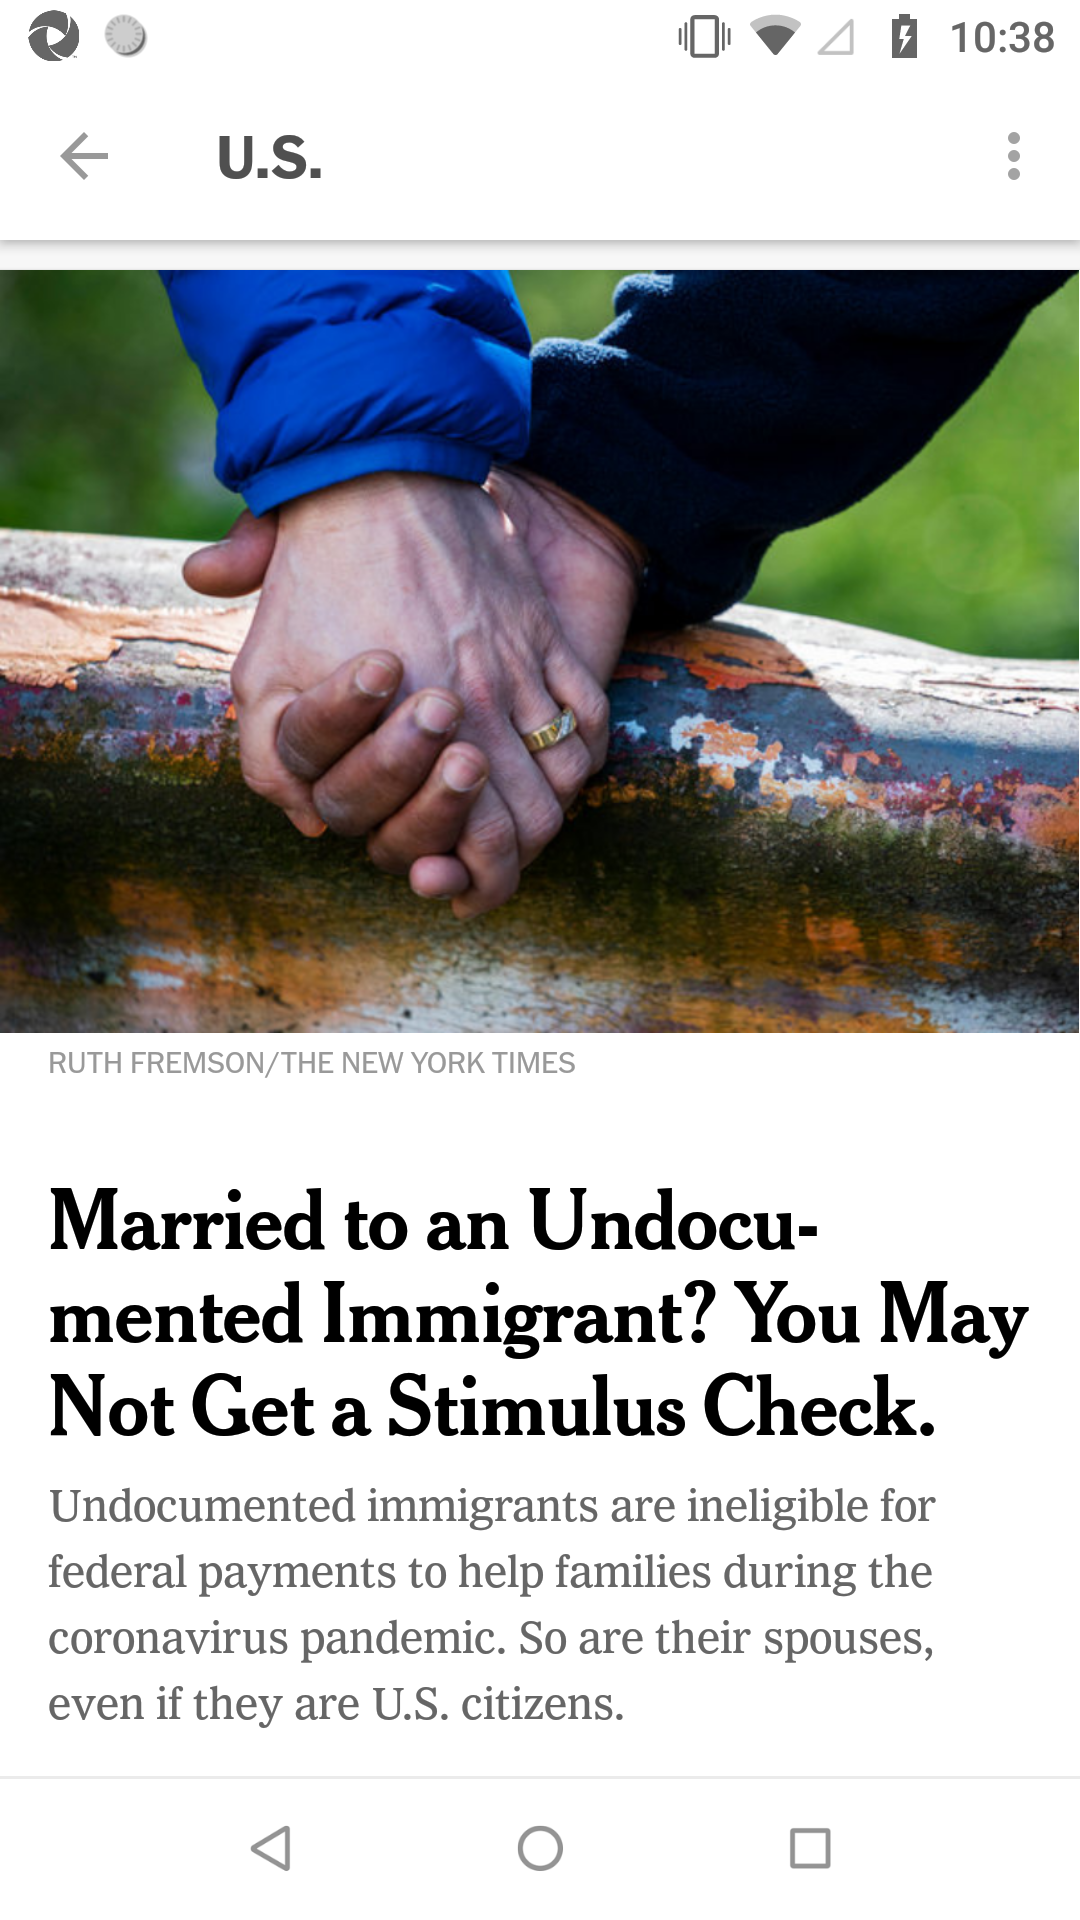 10:38
U.S.
RUTH FREMSON/THE NEW YORK TIMES
Married to an Undocu-
mented Immigrant? You May
Not Get a Stimulus Check.
Undocumented immigrants are ineligible for
federal payments to help families during the
coronavirus pandemic. So are their spouses,
even if they are U.S. citizens.